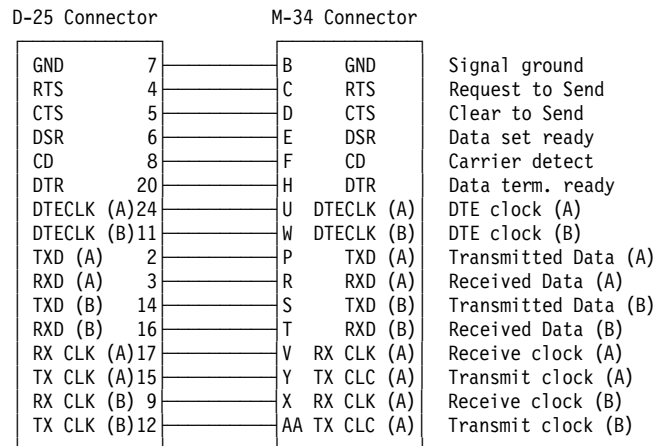 D-25 Connector M-34 Connector
GND 7 B GND Signal ground
RTS 4 C RTS Request to Send
CTS 5 D CTS Clear to Send
DSR 6 E DSR Data set ready
CD 8 F CD Carrier detect
DTR 20 H DTR Data term. ready
DTECLK (A)24 U DTECLK (A) DTE clock (A)
DTECLK (B)11 W DTECLK (B) DTE clock (B)
TXD (A) 2 P TXD (A) Transmitted Data (A)
RXD (A) 3 R RXD (A) Received Data (A)
TXD (B) 14 S TXD (B) Transmitted Data (B)
RXD (B) 16 T RXD (B) Received Data (B)
RX CLK (A)17 V RX CLK (A) Receive clock (A)
TX CLK (A)15 Y TX CLC (A) Transmit clock (A)
RX CLK (B) 9 X RX CLK (A) Receive clock (B)
TX CLK (B)12 AA TX CLC (A) Transmit clock (B)